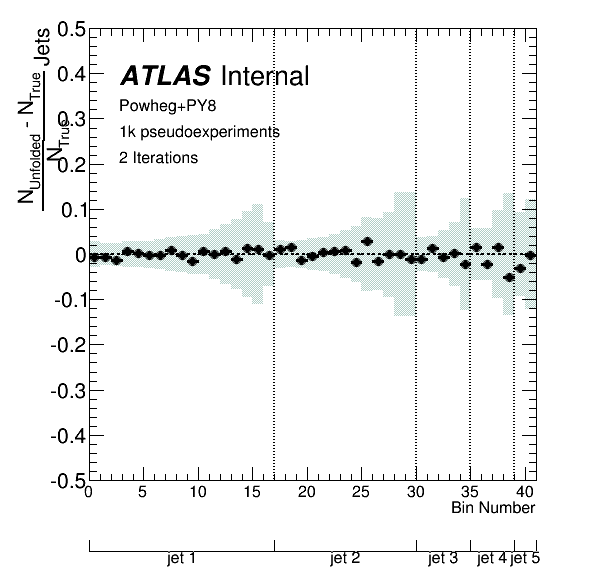 N_Unfolded - N_True
N_True
Jets
0.5
0.4
0.3
0.2
0.1
0
-0.1
-0.2
-0.3
-0.4
-0.5
ATLAS Internal
Powheg+PY8
1k pseudoexperiments
2 Iterations
0 5 10 15 20 25 30 35 40
Bin Number
jet 1 jet 2 jet 3 jet 4 jet 5